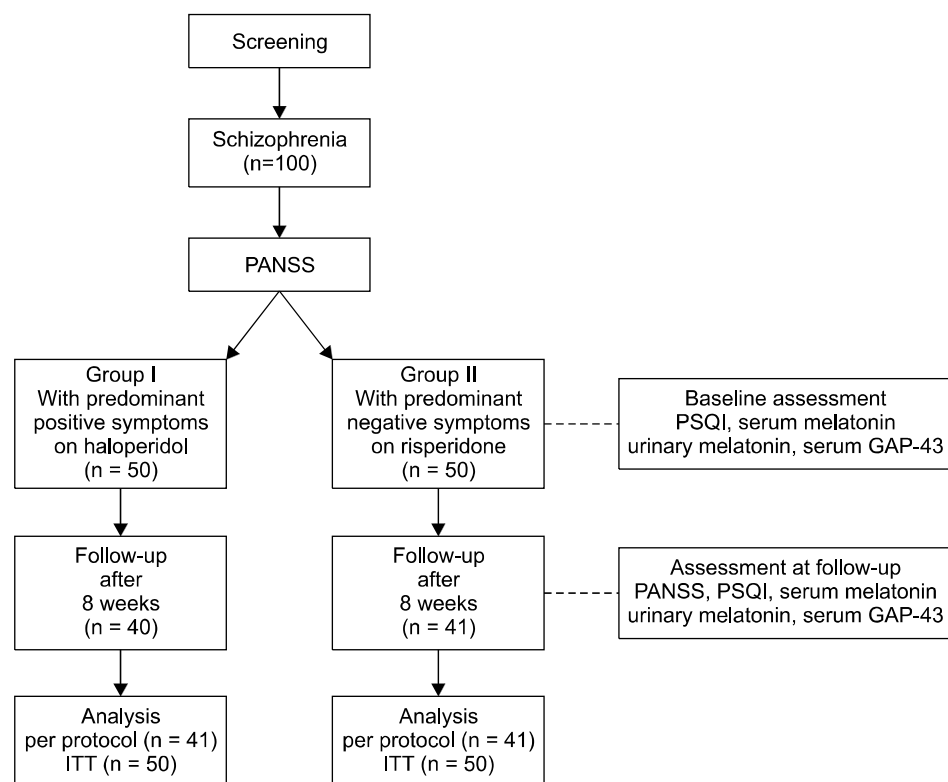 Screening
Schizophrenia
(n=100)
PANSS
Group I
With predominant
positive symptoms
on haloperidol
(n = 50)
Group II
With predominant
negative symptoms
on risperidone
(n = 50)
Baseline assessment
PSQI, serum melatonin
urinary melatonin, serum GAP-43
Follow-up
after
8 weeks
(n = 40)
Follow-up
after
8 weeks
(n = 41)
Assessment at follow-up
PANSS, PSQI, serum melatonin
urinary melatonin, serum GAP-43
Analysis
per protocol (n = 41)
ITT (n = 50)
Analysis
per protocol (n = 41)
ITT (n = 50)